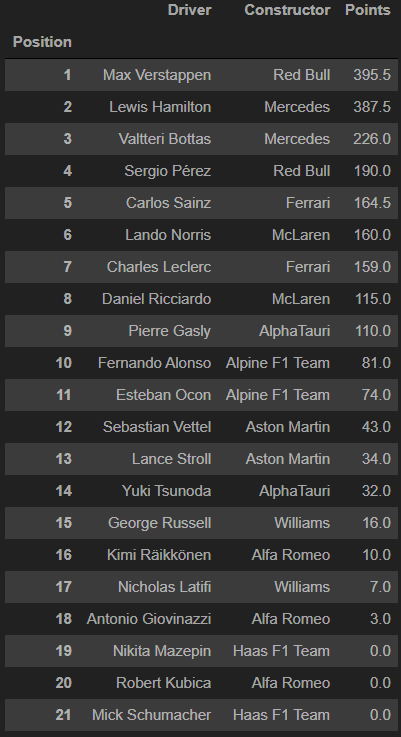 Driver Constructor Points
Position
1 Max Verstappen Red Bull 395.5
2 Lewis Hamilton Mercedes 387.5
3 Valtteri Bottas Mercedes 226.0
4 Sergio Pérez Red Bull 190.0
5 Carlos Sainz Ferrari 164.5
6 Lando Norris McLaren 160.0
7 Charles Leclerc Ferrari 159.0
8 Daniel Ricciardo McLaren 115.0
9 Pierre Gasly AlphaTauri 110.0
10 Fernando Alonso Alpine F1 Team 81.0
11 Esteban Ocon Alpine F1 Team 74.0
12 Sebastian Vettel Aston Martin 43.0
13 Lance Stroll Aston Martin 34.0
14 Yuki Tsunoda AlphaTauri 32.0
15 George Russell Williams 16.0
16 Kimi Räikkönen Alfa Romeo 10.0
17 Nicholas Latifi Williams 7.0
18 Antonio Giovinazzi Alfa Romeo 3.0
19 Nikita Mazepin Haas F1 Team 0.0
20 Robert Kubica Alfa Romeo 0.0
21 Mick Schumacher Haas F1 Team 0.0